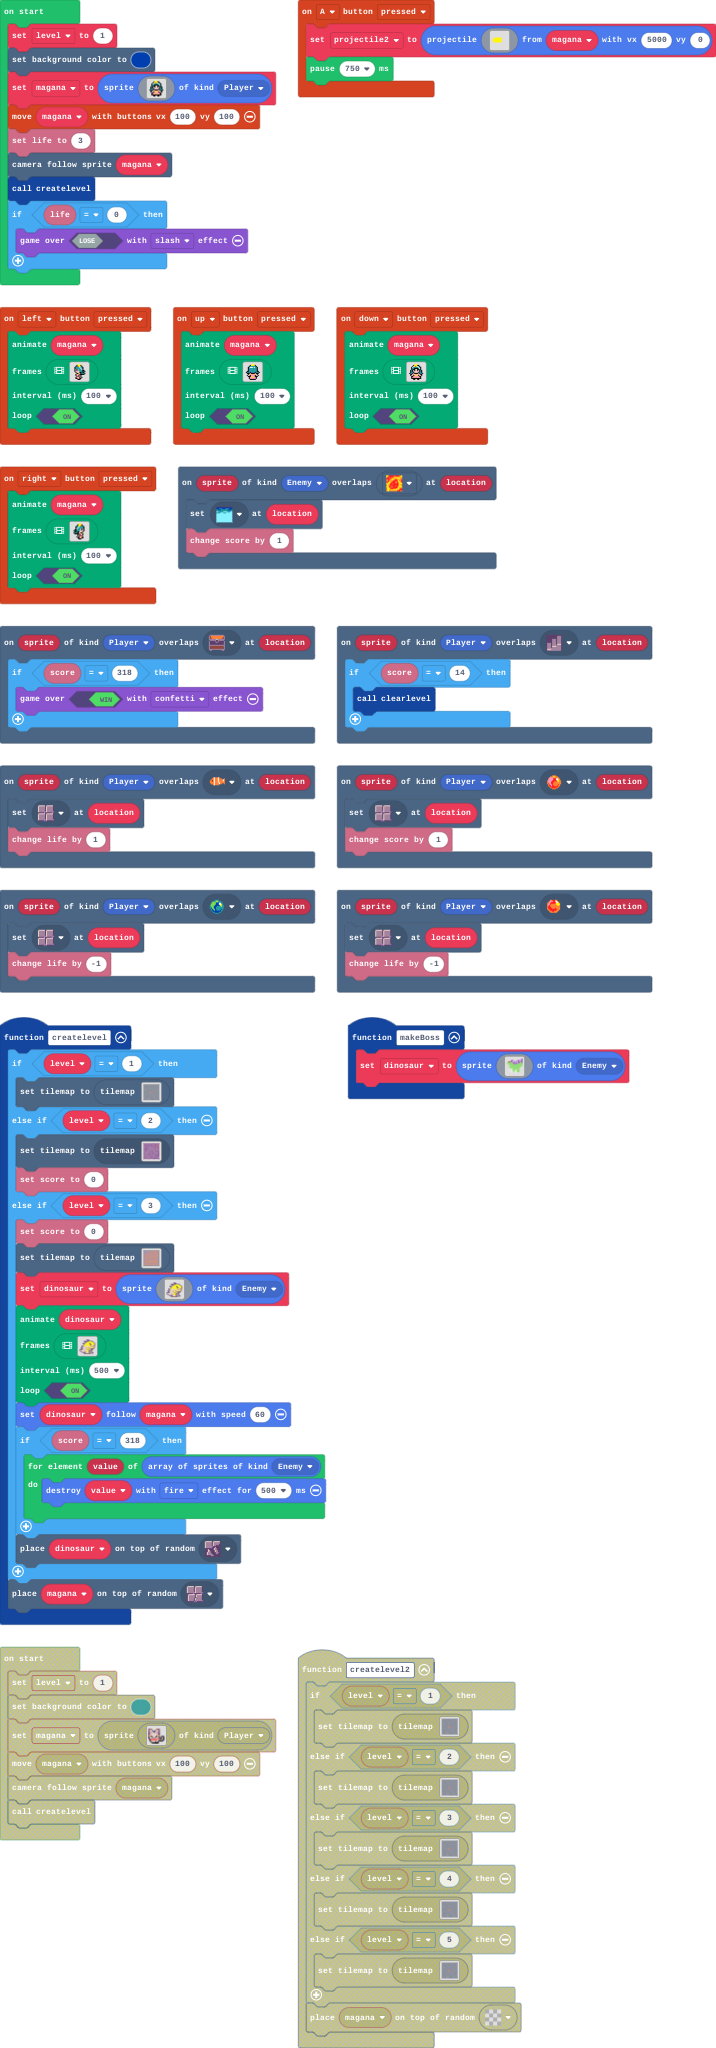 on start
set level to 1
set background color to
set magana to sprite of kind Player
move magana with buttons vx 100 vy 100
set life to 3
camera follow sprite magana
call createlevel
if life = 0 then
game over LOSE with slash effect
on A button pressed
set projectile2 to projectile from magana with vx 5000 vy 0
pause 750 ms
on left button pressed
animate magana
frames
interval (ms) 100
loop ON
on up button pressed
animate magana
frames
interval (ms) 100
loop ON
on down button pressed
animate magana
frames
interval (ms) 100
loop ON
on right button pressed
animate magana
frames
interval (ms) 100
loop ON
on sprite of kind Enemy overlaps at location
set at location
change score by 1
on sprite of kind Player overlaps at location
if score = 318 then
game over WIN with confetti effect
on sprite of kind Player overlaps at location
if score = 14 then
call clearlevel
on sprite of kind Player overlaps at location
set at location
change life by 1
on sprite of kind Player overlaps at location
set at location
change score by 1
on sprite of kind Player overlaps at location
set at location
change life by -1
on sprite of kind Player overlaps at location
set at location
change life by -1
function createlevel
if level = 1 then
set tilemap to tilemap
else if level = 2 then
set tilemap to tilemap
set score to 0
else if level = 3 then
set score to 0
set tilemap to tilemap
set dinosaur to sprite of kind Enemy
animate dinosaur
frames
interval (ms) 500
loop ON
set dinosaur follow magana with speed 60
if score = 318 then
for element value of array of sprites of kind Enemy
do destroy value with fire effect for 500 ms
place dinosaur on top of random
place magana on top of random
function makeBoss
set dinosaur to sprite of kind Enemy
on start
set level to 1
set background color to
set magana to sprite of kind Player
move magana with buttons vx 100 vy 100
camera follow sprite magana
call createlevel
function createlevel2
if level = 1 then
set tilemap to tilemap
else if level = 2 then
set tilemap to tilemap
else if level = 3 then
set tilemap to tilemap
else if level = 4 then
set tilemap to tilemap
else if level = 5 then
set tilemap to tilemap
place magana on top of random